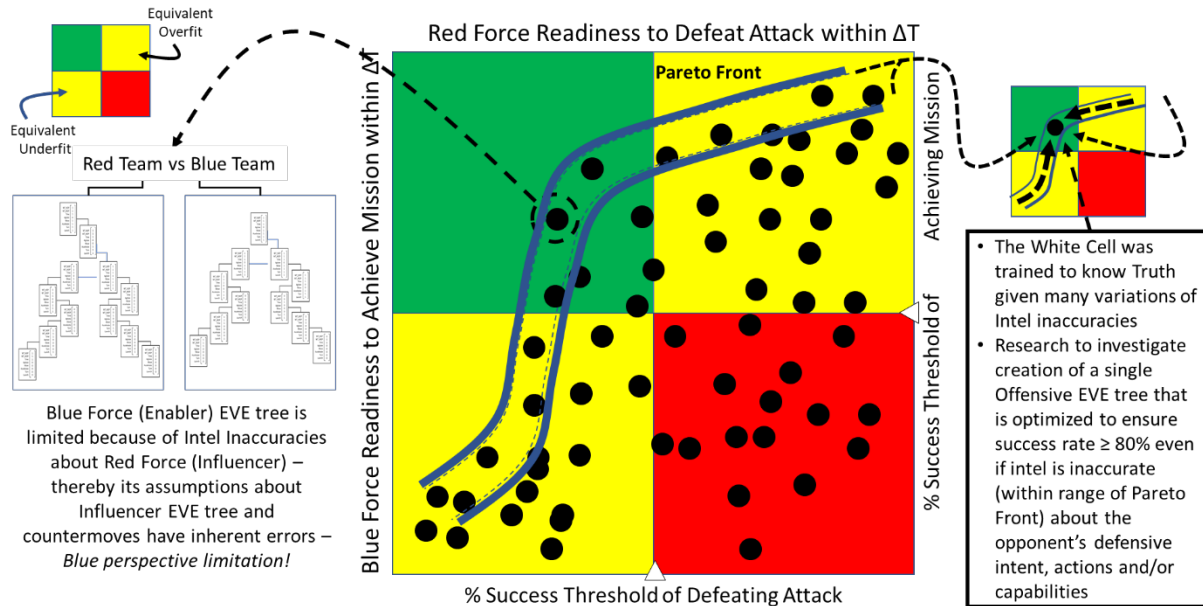 Equivalent
Overfit
Equivalent
Underfit
Red Team vs Blue Team
Blue Force (Enabler) EVE tree is
limited because of Intel Inaccuracies
about Red Force (Influencer) –
thereby its assumptions about
Influencer EVE tree and
countermoves have inherent errors –
Blue perspective limitation!
Red Force Readiness to Defeat Attack within ΔT
Blue Force Readiness to Achieve Mission within ΔT
Pareto Front
% Success Threshold of
Achieving Mission
% Success Threshold of Defeating Attack
• The White Cell was
trained to know Truth
given many variations of
Intel inaccuracies
• Research to investigate
creation of a single
Offensive EVE tree that
is optimized to ensure
success rate ≥ 80% even
if intel is inaccurate
(within range of Pareto
Front) about the
opponent's defensive
intent, actions and/or
capabilities